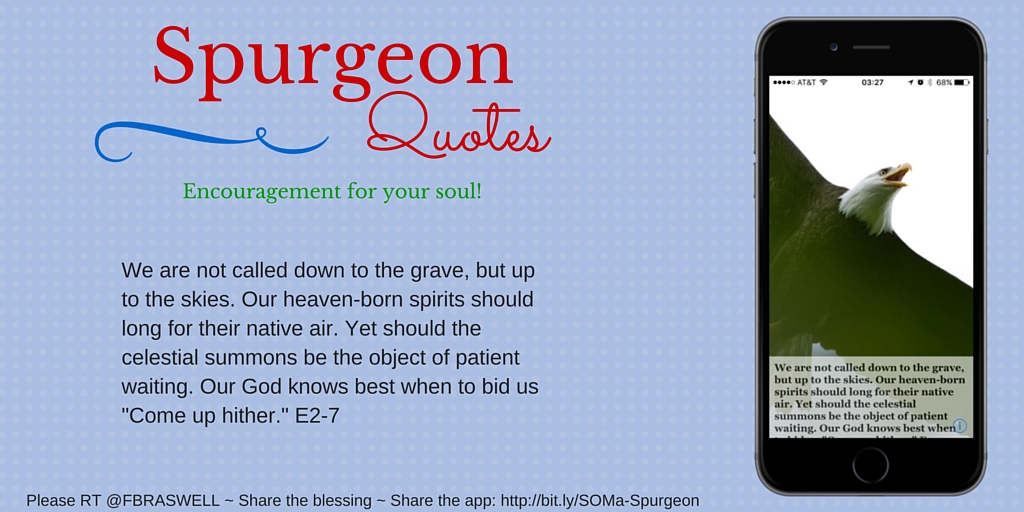 Spurgeon
Quotes
Encouragement for your soul!
We are not called down to the grave, but up
to the skies. Our heaven-born spirits should
long for their native air. Yet should the
celestial summons be the object of patient
waiting. Our God knows best when to bid us
"Come up hither." E2-7
Please RT @FBRASWELL ~ Share the blessing ~ Share the app: http://bit.ly/SOMa-Spurgeon
AT&T 03:27 68%
We are not called down to the grave,
but up to the skies. Our heaven-born
spirits should long for their native
air. Yet should the celestial
summons be the object of patient
waiting. Our God knows best when